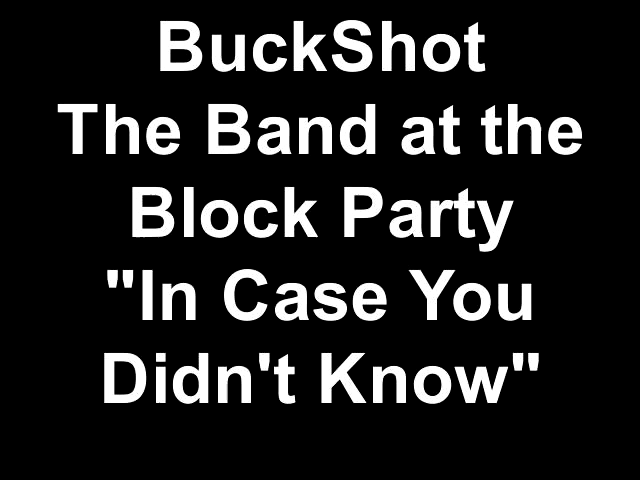 BuckShot
The Band at the
Block Party
"In Case You
Didn't Know"